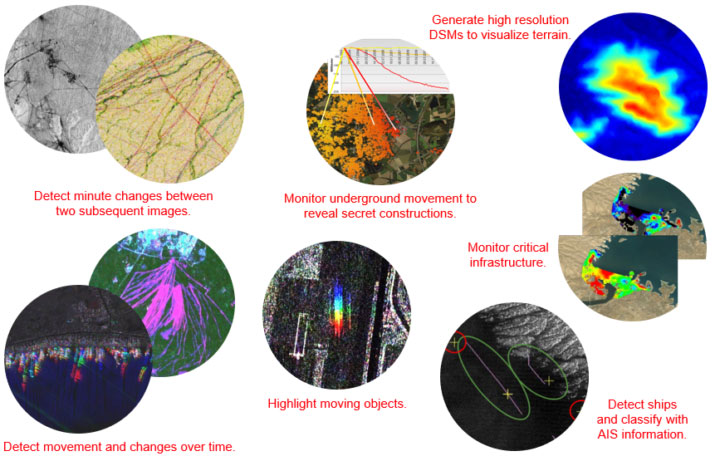 Generate high resolution
DSMs to visualize terrain.
Detect minute changes between
two subsequent images.
Monitor underground movement to
reveal secret constructions.
Monitor critical
infrastructure.
Highlight moving objects.
Detect ships
and classify with
AIS information.
Detect movement and changes over time.